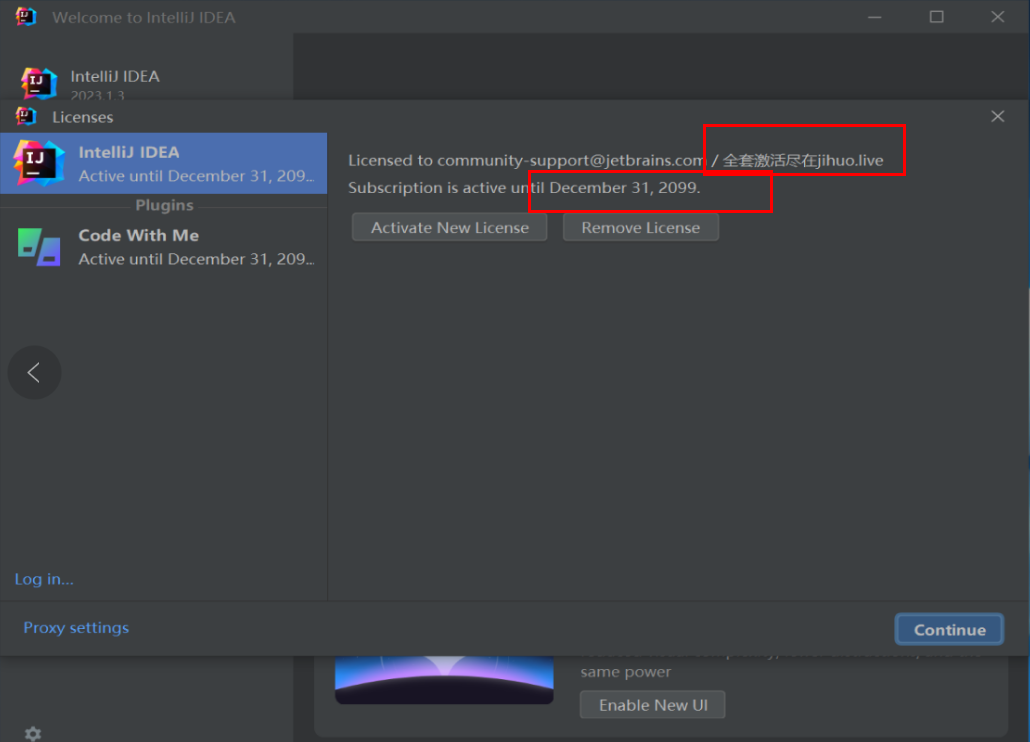 Welcome to IntelliJ IDEA
IntelliJ IDEA
2023.1.3
Licenses
IntelliJ IDEA
Active until December 31, 209...
Plugins
Code With Me
Active until December 31, 209...
Log in...
Licensed to community-support@jetbrains.com / 全套激活尽在jihuo.live
Subscription is active until December 31, 2099.
Activate New License
Remove License
Proxy settings
Continue
same power
Enable New UI